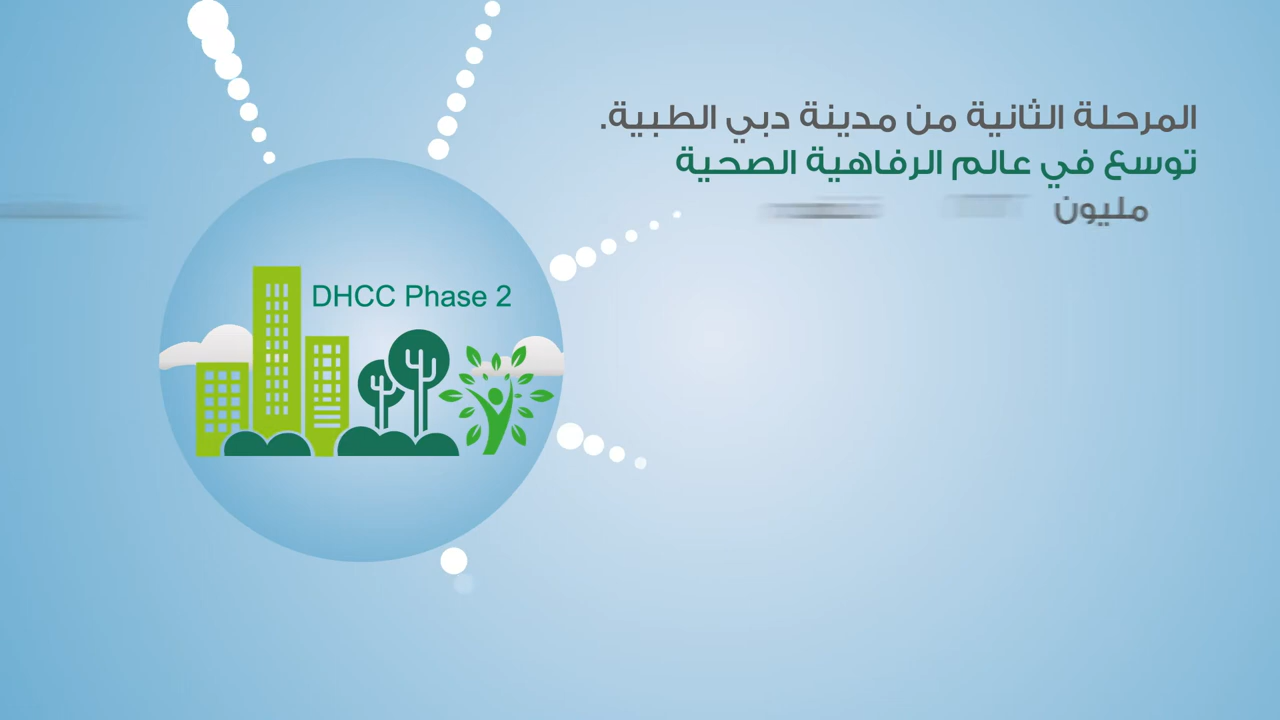 المرحلة الثانية من مدينة دبي الطبية.
توسع في عالم الرفاهية الصحية
مليون
DHCC Phase 2